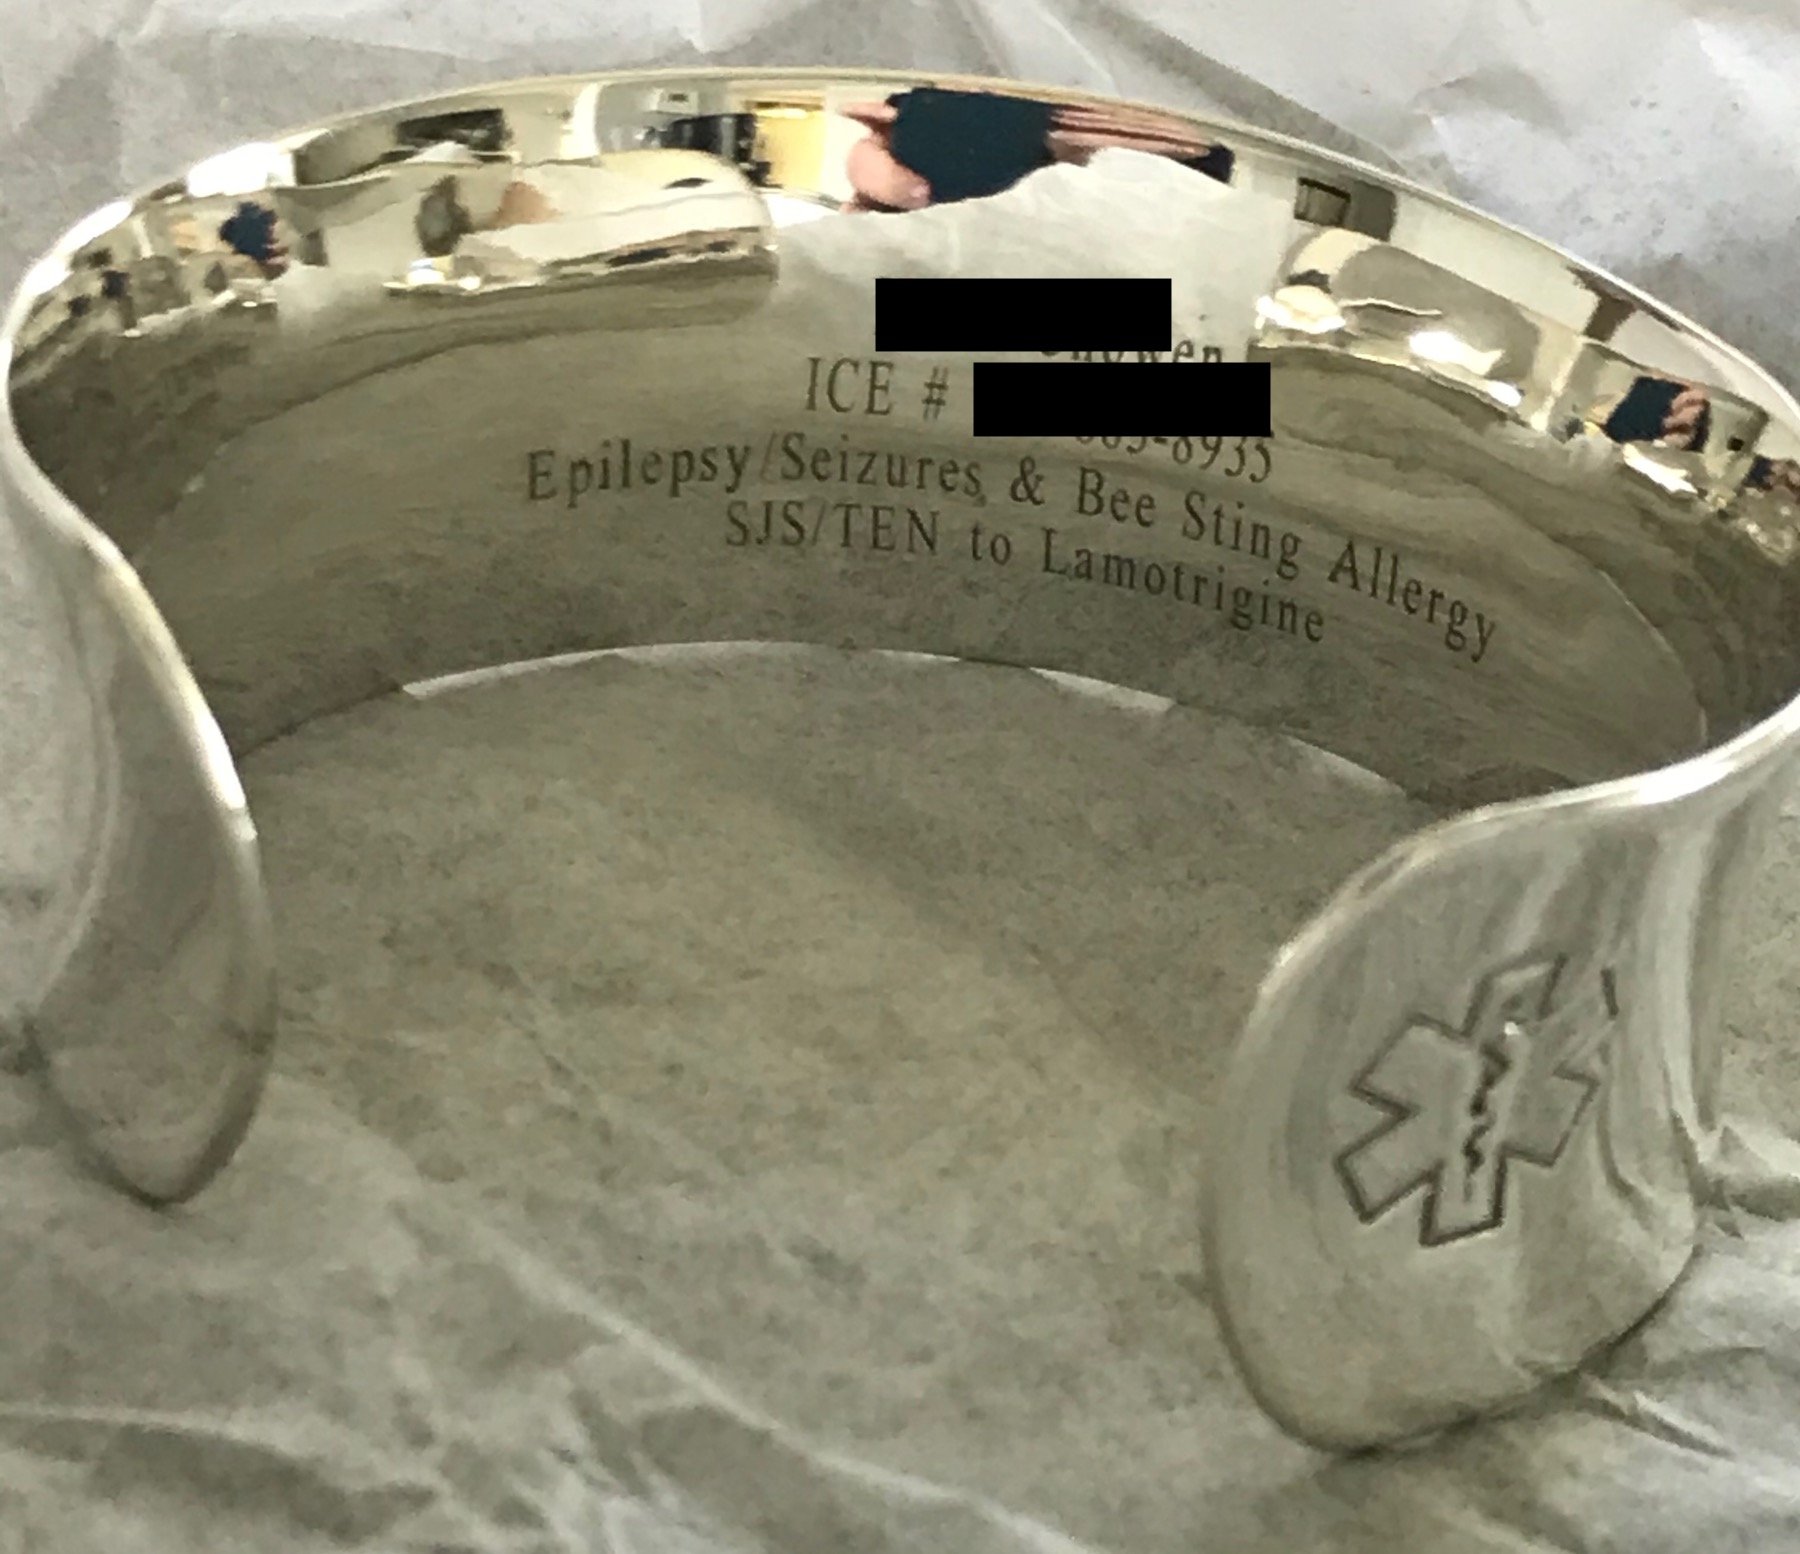 ICE #
Epilepsy/Seizures & Bee Sting Allergy
SJS/TEN to Lamotrigine